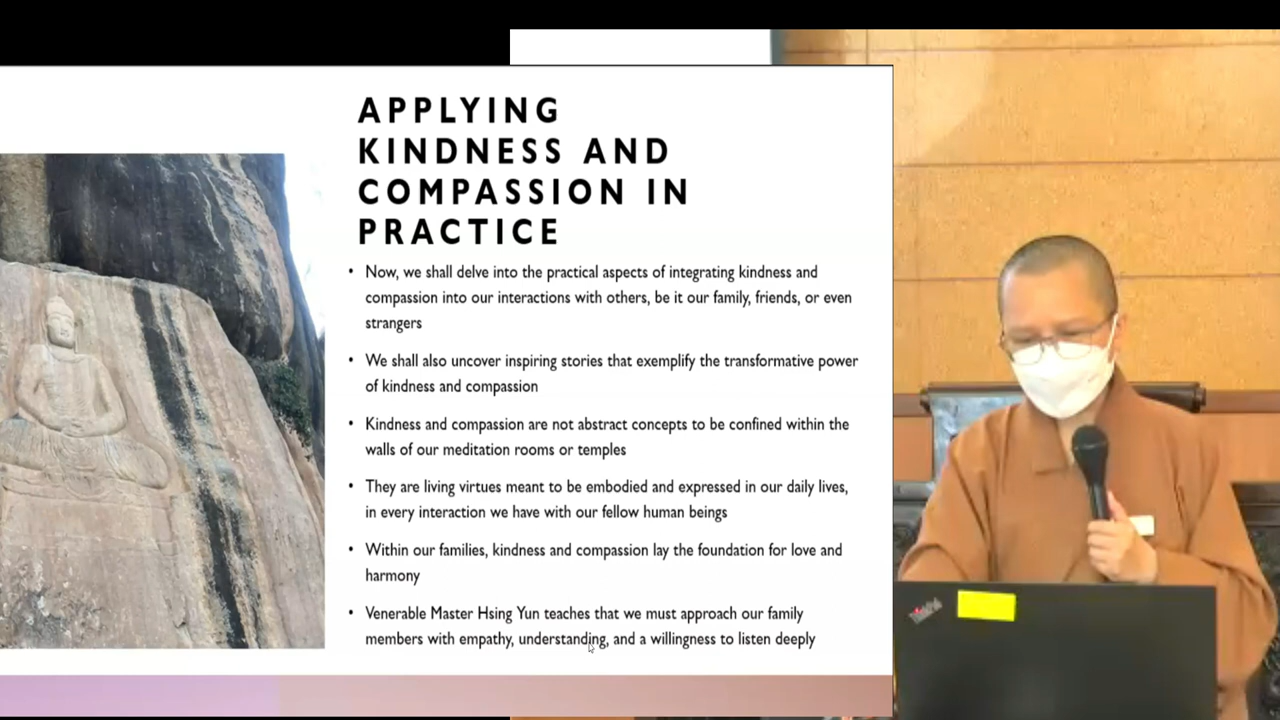 APPLYING
KINDNESS AND
COMPASSION IN
PRACTICE
• Now, we shall delve into the practical aspects of integrating kindness and
compassion into our interactions with others, be it our family, friends, or even
strangers
• We shall also uncover inspiring stories that exemplify the transformative power
of kindness and compassion
• Kindness and compassion are not abstract concepts to be confined within the
walls of our meditation rooms or temples
• They are living virtues meant to be embodied and expressed in our daily lives,
in every interaction we have with our fellow human beings
• Within our families, kindness and compassion lay the foundation for love and
harmony
• Venerable Master Hsing Yun teaches that we must approach our family
members with empathy, understanding, and a willingness to listen deeply